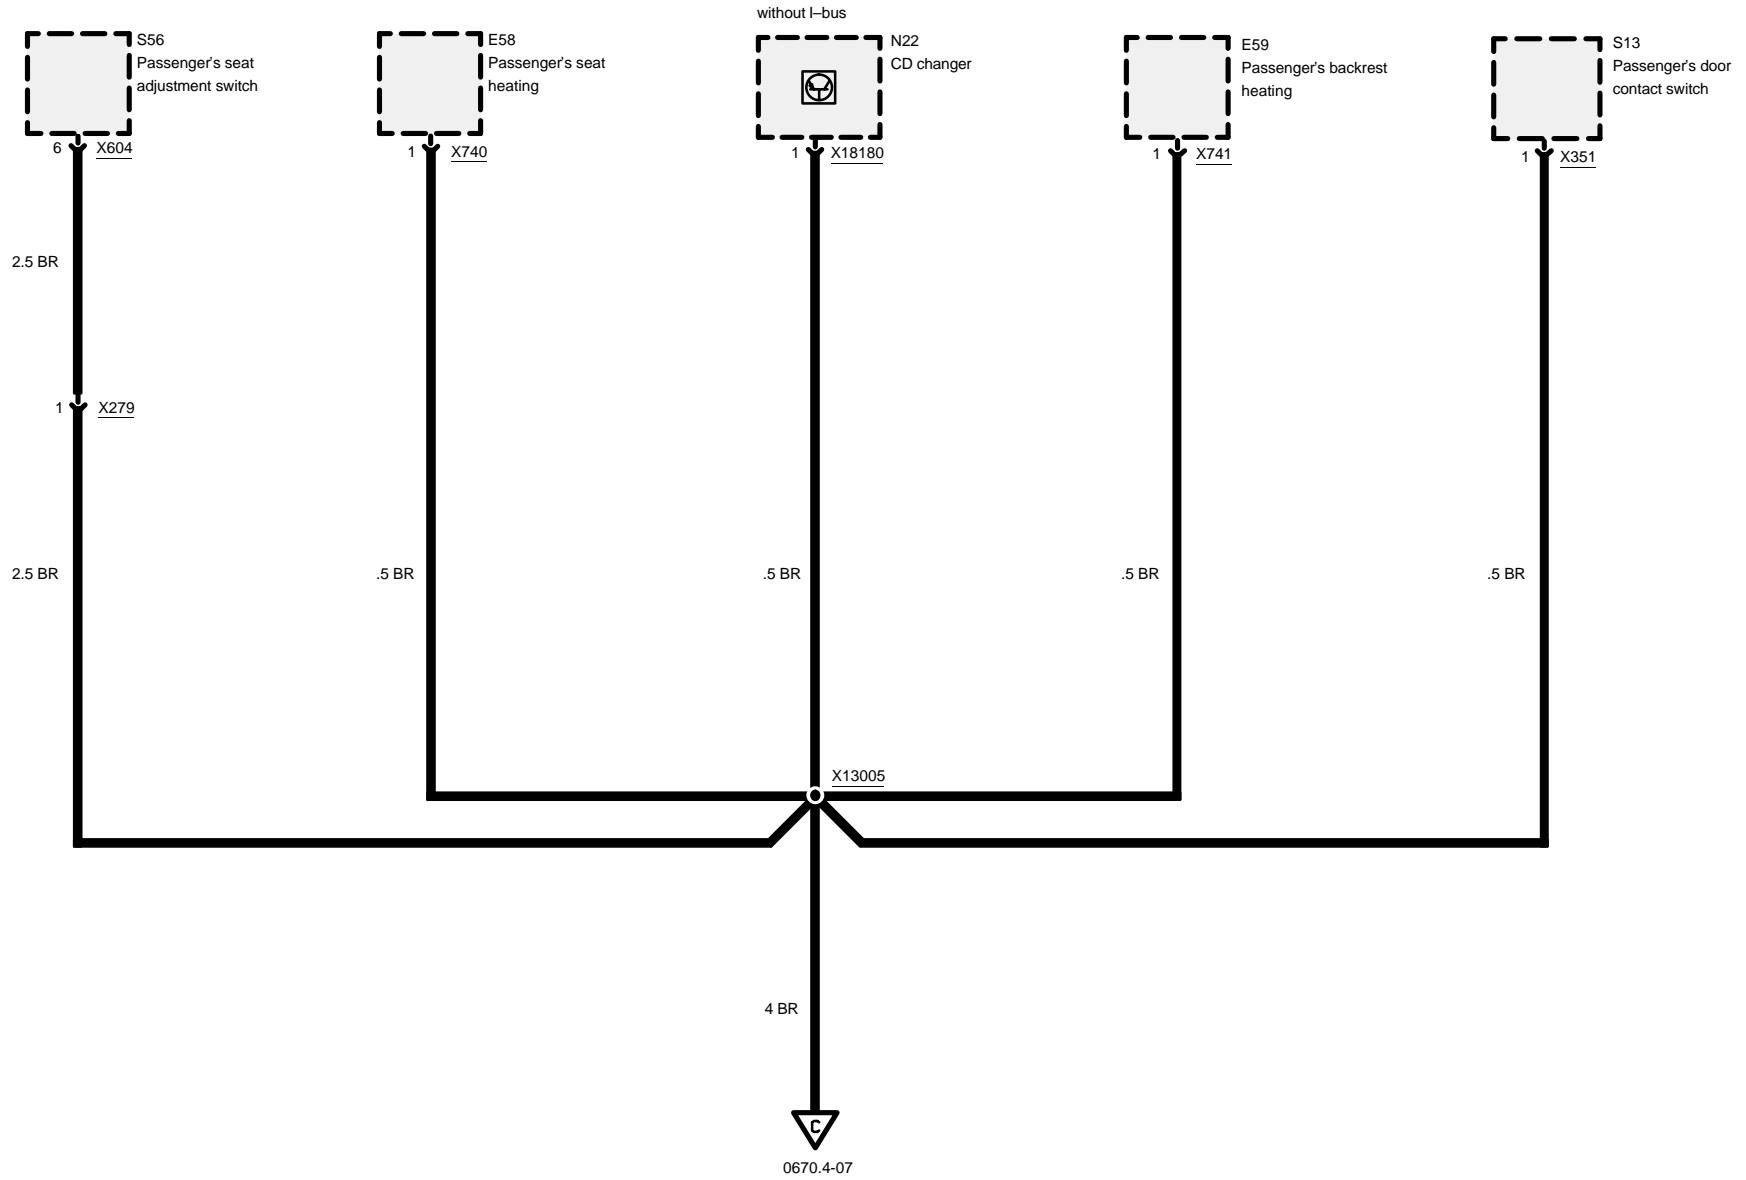 without I–bus
S56
Passenger's seat
adjustment switch
E58
Passenger's seat
heating
N22
CD changer
E59
Passenger's backrest
heating
S13
Passenger's door
contact switch
6 X604
1 X740
1 X18180
1 X741
1 X351
2.5 BR
1 X279
2.5 BR
.5 BR
.5 BR
.5 BR
.5 BR
X13005
4 BR
C
0670.4-07